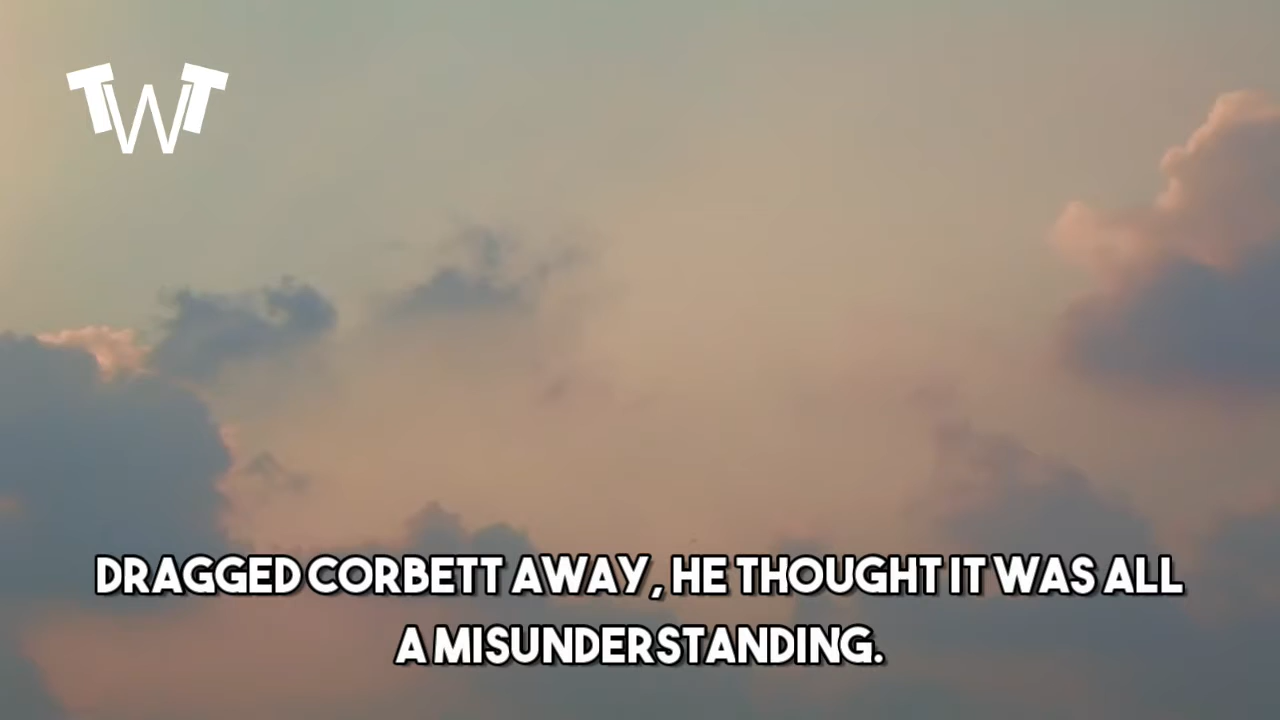 TWT
DRAGGED CORBETT AWAY, HE THOUGHT IT WAS ALL
A MISUNDERSTANDING.